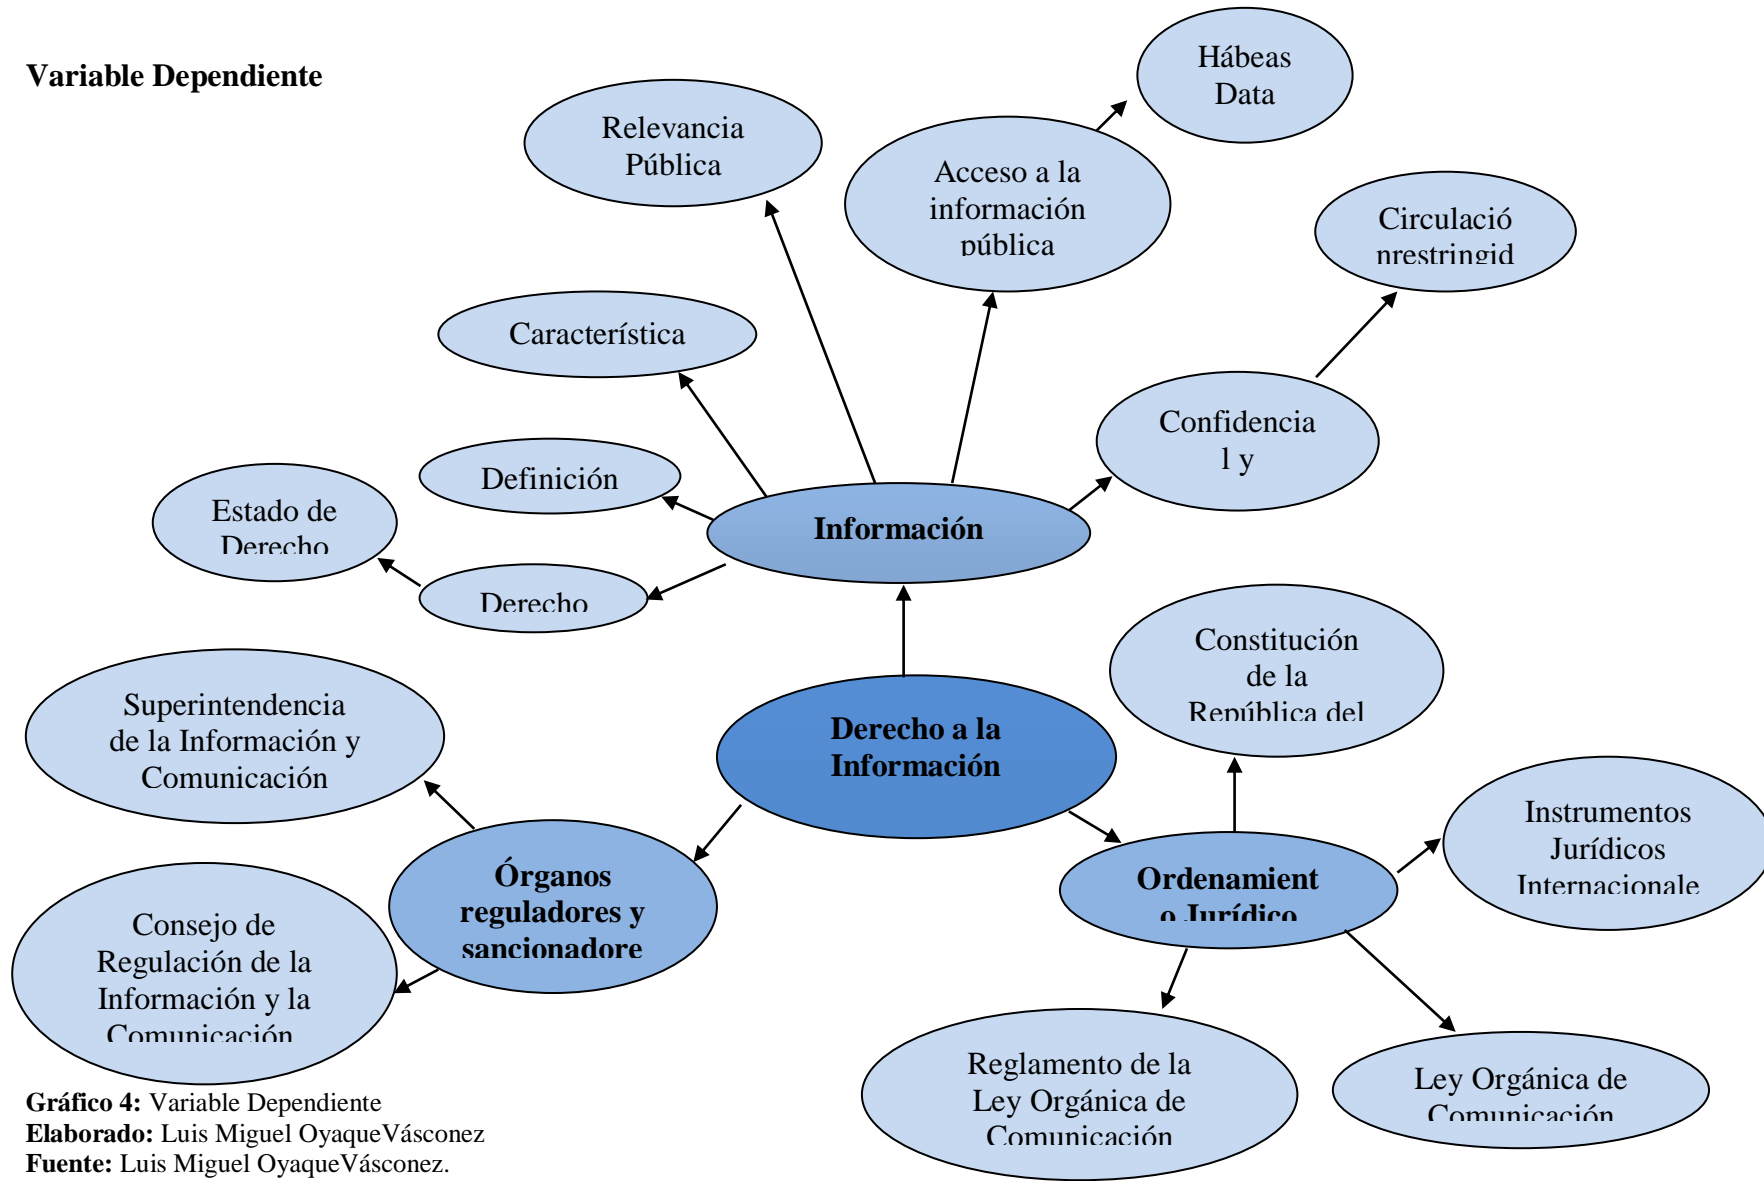 Variable Dependiente
Hábeas
Data
Relevancia
Pública
Acceso a la
información
pública
Circulació
nrestringid
Característica
Confidencia
l y
Definición
Estado de
Derecho
Información
Derecho
Constitución
de la
República del
Superintendencia
de la Información y
Comunicación
Derecho a la
Información
Instrumentos
Jurídicos
Internacionale
Órganos
reguladores y
sancionadore
Ordenamient
o Jurídico
Consejo de
Regulación de la
Información y la
Comunicación
Reglamento de la
Ley Orgánica de
Comunicación
Ley Orgánica de
Comunicación
Gráfico 4: Variable Dependiente
Elaborado: Luis Miguel OyaqueVásconez
Fuente: Luis Miguel OyaqueVásconez.